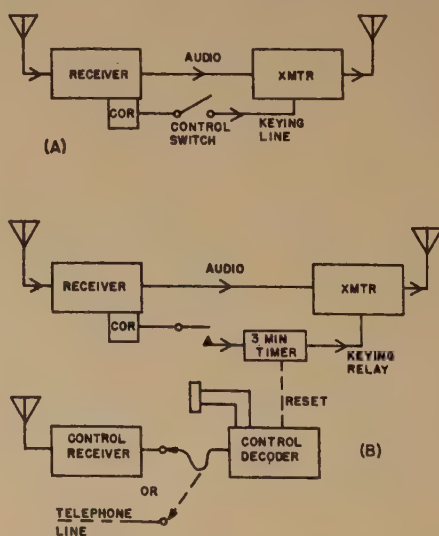 RECEIVER
AUDIO
XMTR
COR
CONTROL
SWITCH
KEYING
LINE
(A)
RECEIVER
AUDIO
XMTR
COR
3 MIN
TIMER
KEYING
RELAY
RESET
CONTROL
RECEIVER
CONTROL
DECODER
(B)
OR
TELEPHONE
LINE